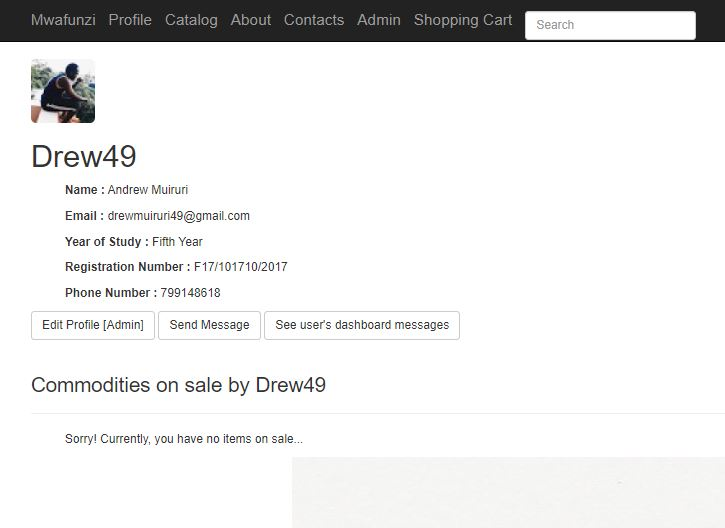 Mwafunzi Profile Catalog About Contacts Admin Shopping Cart Search
Drew49
Name : Andrew Muiruri
Email : drewmuiruri49@gmail.com
Year of Study : Fifth Year
Registration Number : F17/101710/2017
Phone Number : 799148618
Edit Profile [Admin] Send Message See user's dashboard messages
Commodities on sale by Drew49
Sorry! Currently, you have no items on sale...